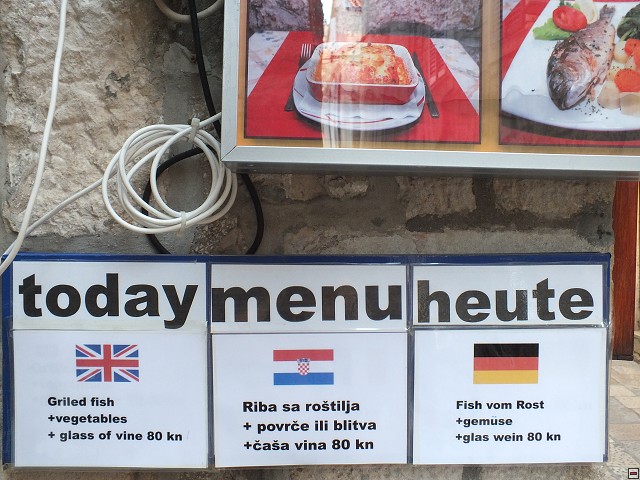 today menu heute
Griled fish
+vegetables
+ glass of vine 80 kn
Riba sa roštilja
+ povrče ili blitva
+čaša vina 80 kn
Fish vom Rost
+gemüse
+glas wein 80 kn